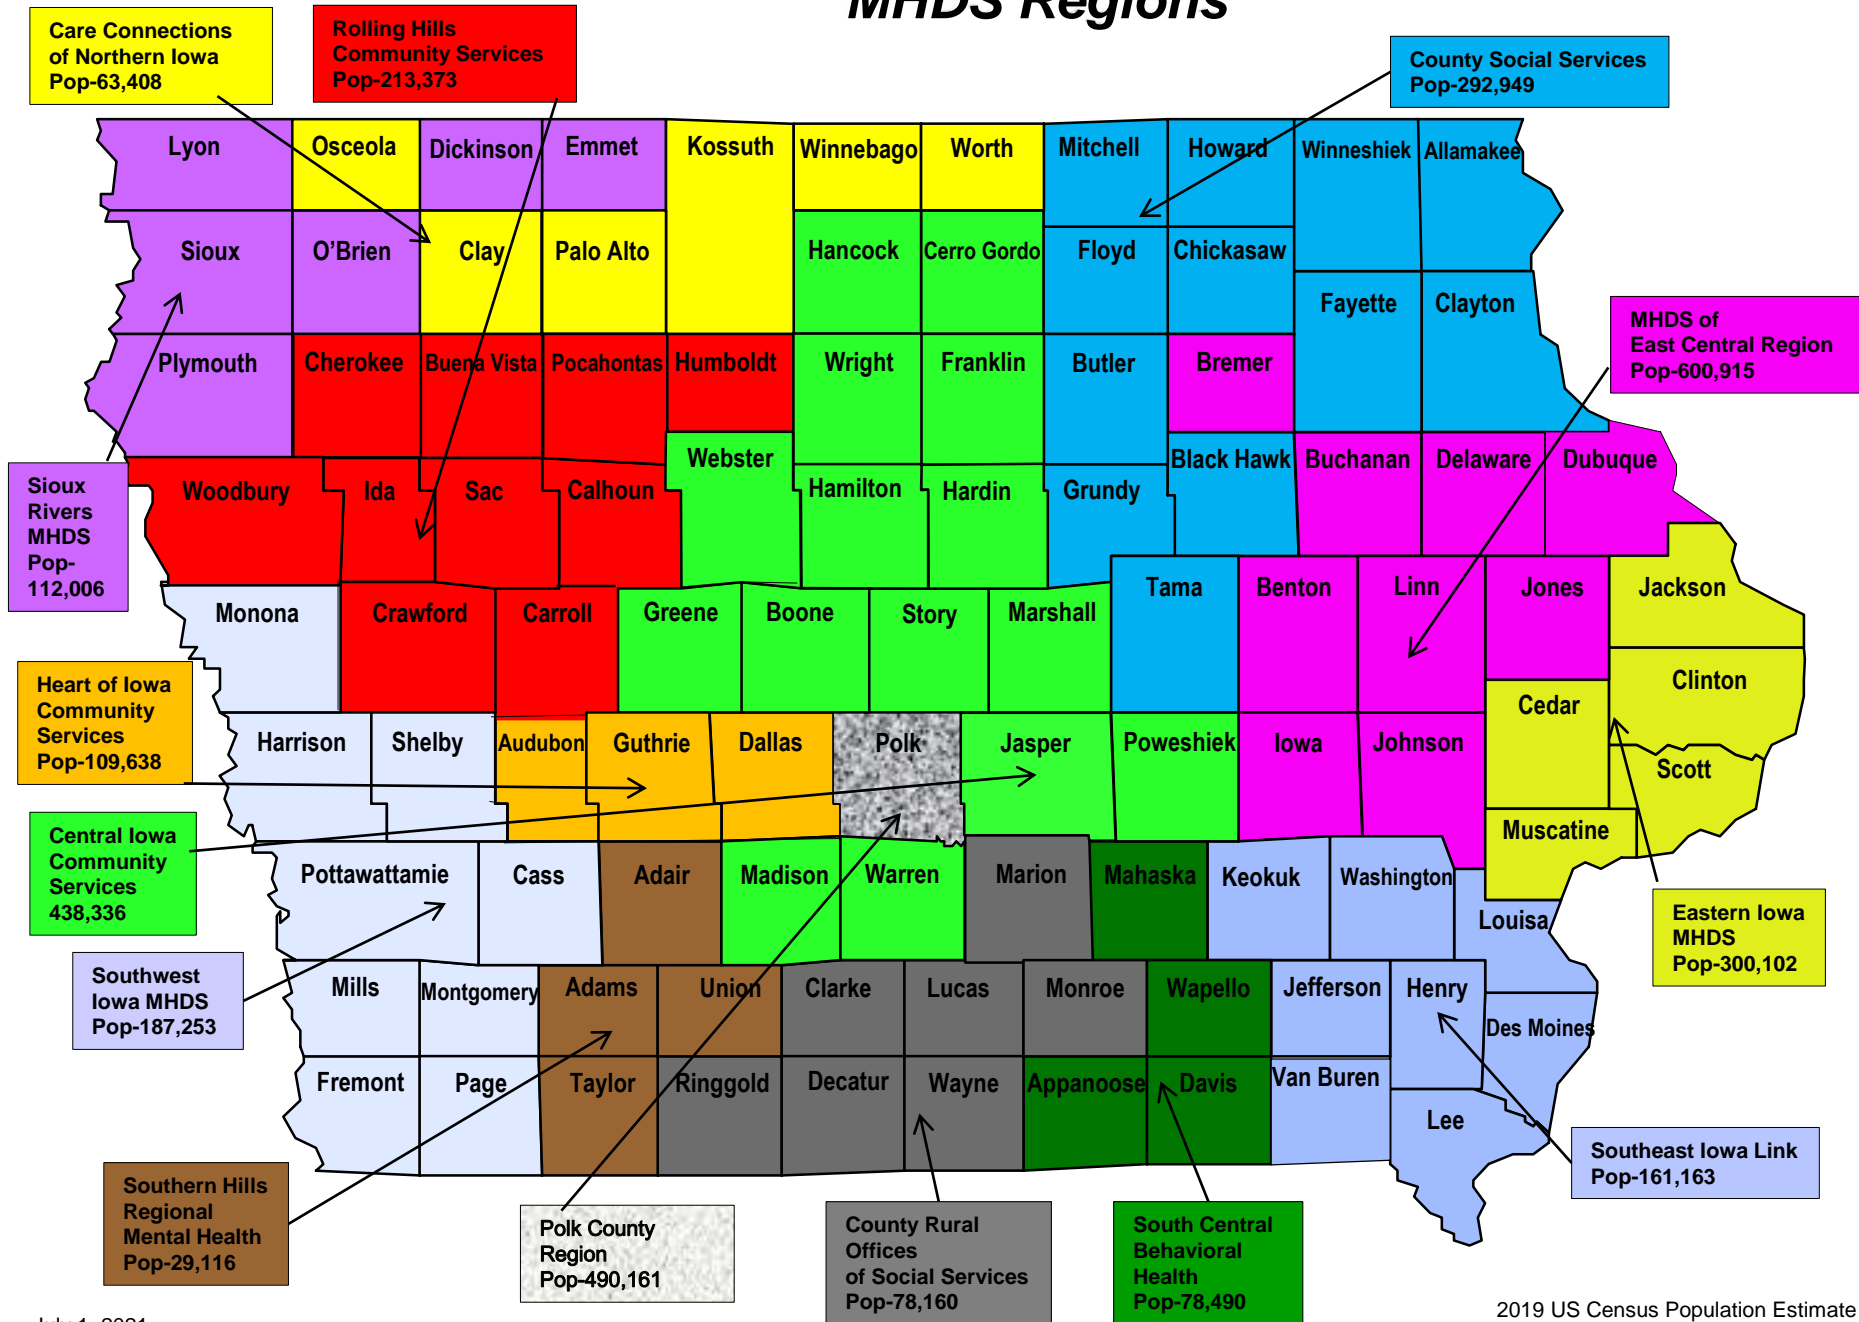 MHDS Regions
Care Connections
of Northern Iowa
Pop-63,408
Rolling Hills
Community Services
Pop-213,373
County Social Services
Pop-292,949
Lyon
Osceola
Dickinson
Emmet
Kossuth
Winnebago
Worth
Mitchell
Howard
Winneshiek
Allamakee
Sioux
O'Brien
Clay
Palo Alto
Hancock
Cerro Gordo
Floyd
Chickasaw
Fayette
Clayton
MHDS of
East Central Region
Pop-600,915
Plymouth
Cherokee
Buena Vista
Pocahontas
Humboldt
Wright
Franklin
Butler
Bremer
Sioux
Rivers
MHDS
Pop-
112,006
Woodbury
Ida
Sac
Calhoun
Webster
Hamilton
Hardin
Grundy
Black Hawk
Buchanan
Delaware
Dubuque
Monona
Crawford
Carroll
Greene
Boone
Story
Marshall
Tama
Benton
Linn
Jones
Jackson
Heart of Iowa
Community
Services
Pop-109,638
Harrison
Shelby
Audubon
Guthrie
Dallas
Polk
Jasper
Poweshiek
Iowa
Johnson
Cedar
Clinton
Scott
Muscatine
Central Iowa
Community
Services
438,336
Pottawattamie
Cass
Adair
Madison
Warren
Marion
Mahaska
Keokuk
Washington
Louisa
Eastern Iowa
MHDS
Pop-300,102
Southwest
Iowa MHDS
Pop-187,253
Mills
Montgomery
Adams
Union
Clarke
Lucas
Monroe
Wapello
Jefferson
Henry
Des Moines
Fremont
Page
Taylor
Ringgold
Decatur
Wayne
Appanoose
Davis
Van Buren
Lee
Southeast Iowa Link
Pop-161,163
Southern Hills
Regional
Mental Health
Pop-29,116
Polk County
Region
Pop-490,161
County Rural
Offices
of Social Services
Pop-78,160
South Central
Behavioral
Health
Pop-78,490
July 1, 2021
2019 US Census Population Estimate